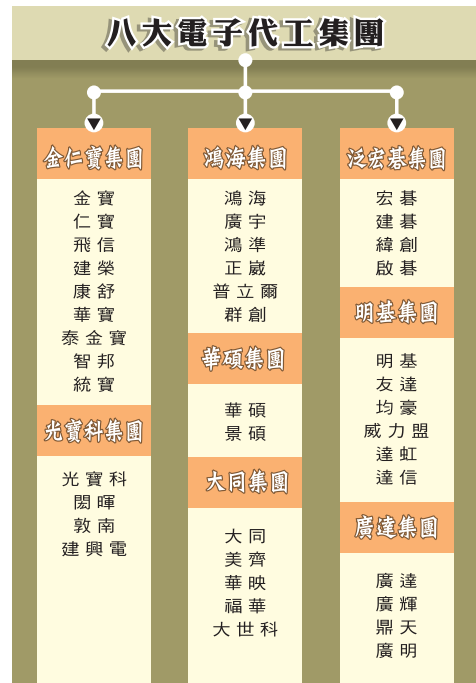 八大電子代工集團
金仁寶集團
金寶
仁寶
飛信
建榮
康舒
華寶
泰金寶
智邦
統寶
光寶科集團
光寶科
閎暉
敦南
建興電
鴻海集團
鴻海
廣宇
鴻準
正崴
普立爾
群創
華碩集團
華碩
景碩
大同集團
大同
美齊
華映
福華
大世科
泛宏碁集團
宏碁
建碁
緯創
啟碁
明基集團
明基
友達
均豪
威力盟
達虹
達信
廣達集團
廣達
廣輝
鼎天
廣明